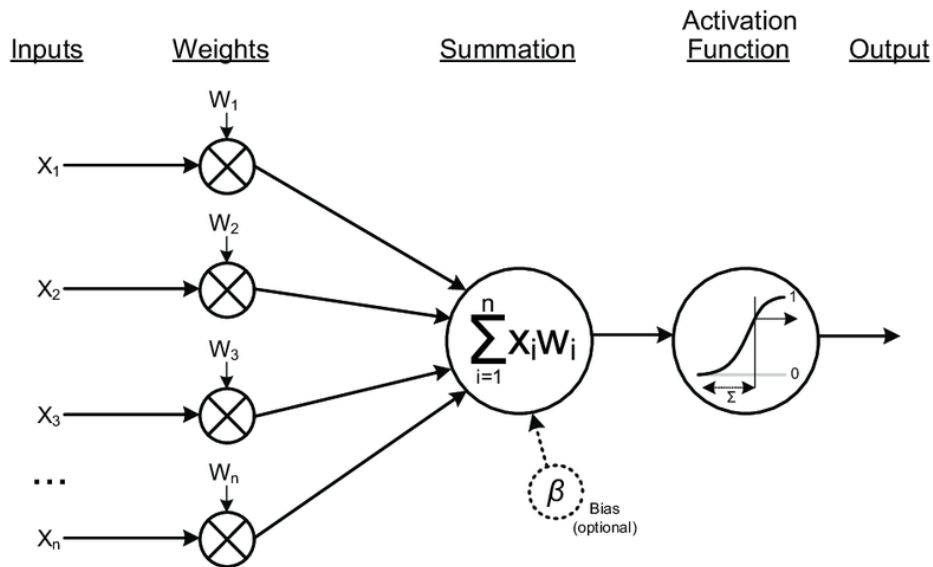 Inputs
Weights
Summation
Activation
Function
Output
W1
X1
W2
X2
W3
X3
...
Wn
Xn
n
∑xiwi
i=1
β
Bias
(optional)
1
0
Σ